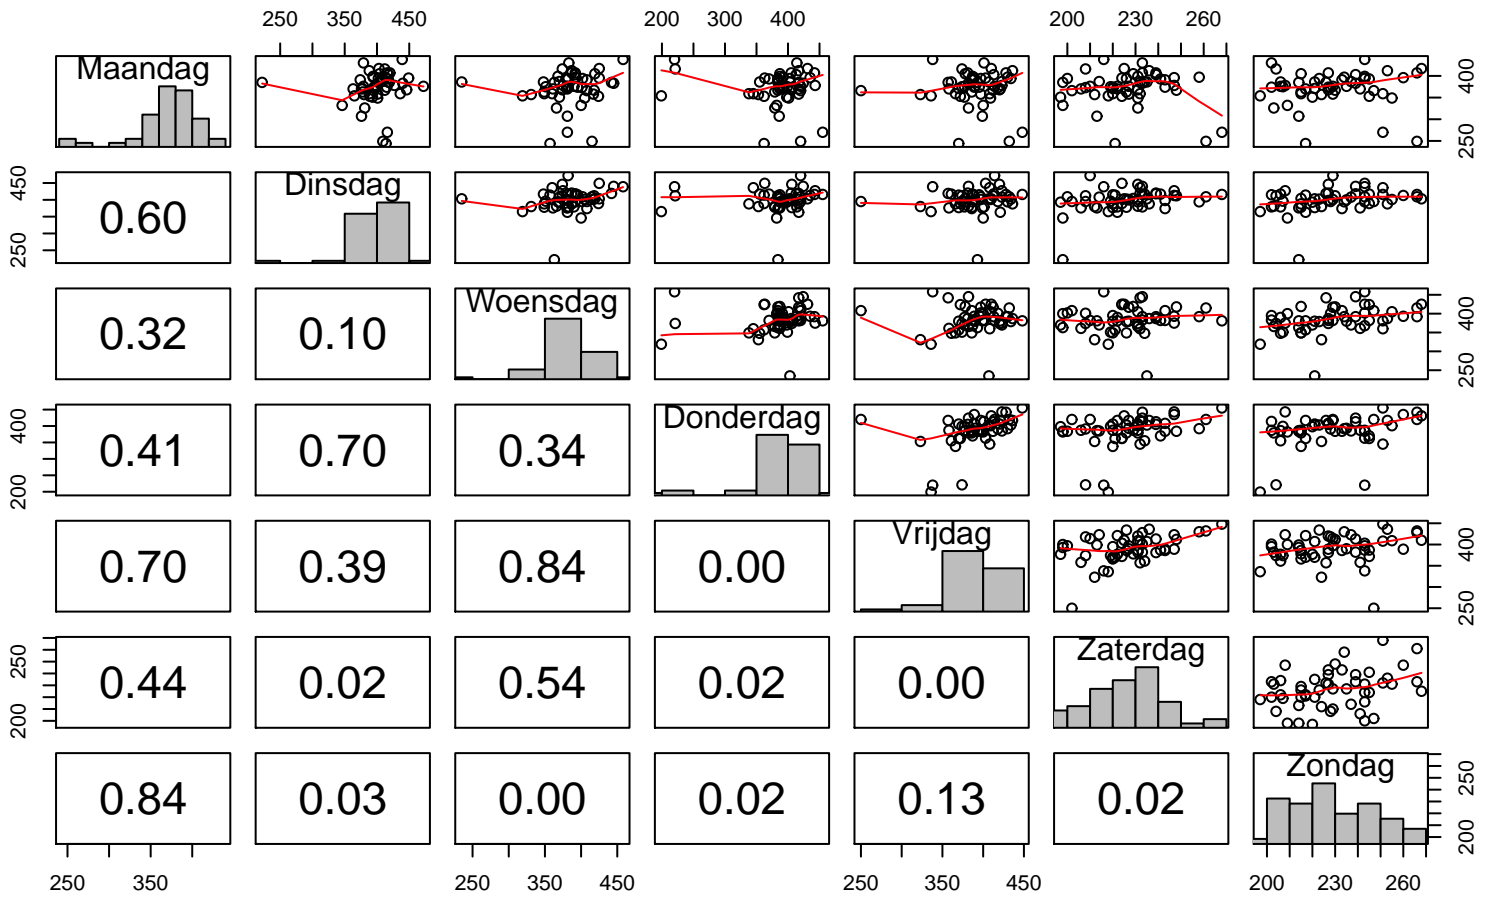 250 350 450 200 300 400 200 230 260
Maandag 250 400
250 450 0.60 Dinsdag
0.32 0.10 Woensdag 250 400
200 400 0.41 0.70 0.34 Donderdag
0.70 0.39 0.84 0.00 Vrijdag 250 400
200 250 0.44 0.02 0.54 0.02 0.00 Zaterdag
0.84 0.03 0.00 0.02 0.13 0.02 Zondag 200 250
250 350 250 350 450 250 350 450 200 230 260